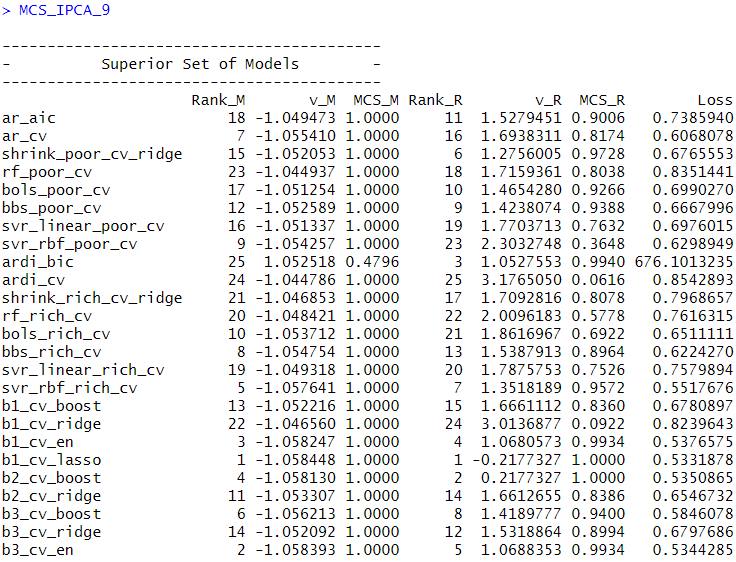 > MCS_IPCA_9
------------------------------------------
-          Superior Set of Models        -
------------------------------------------
                     Rank_M       v_M  MCS_M Rank_R        v_R  MCS_R        Loss
ar_aic                   18 -1.049473 1.0000     11  1.5279451 0.9006   0.7385940
ar_cv                     7 -1.055410 1.0000     16  1.6938311 0.8174   0.6068078
shrink_poor_cv_ridge     15 -1.052053 1.0000      6  1.2756005 0.9728   0.6765553
rf_poor_cv               23 -1.044937 1.0000     18  1.7159361 0.8038   0.8351441
bols_poor_cv             17 -1.051254 1.0000     10  1.4654280 0.9266   0.6990270
bbs_poor_cv              12 -1.052589 1.0000      9  1.4238074 0.9388   0.6667996
svr_linear_poor_cv       16 -1.051337 1.0000     19  1.7703713 0.7632   0.6976015
svr_rbf_poor_cv           9 -1.054257 1.0000     23  2.3032748 0.3648   0.6298949
ardi_bic                 25  1.052518 0.4796      3  1.0527553 0.9940 676.1013235
ardi_cv                  24 -1.044786 1.0000     25  3.1765050 0.0616   0.8542893
shrink_rich_cv_ridge     21 -1.046853 1.0000     17  1.7092816 0.8078   0.7968657
rf_rich_cv               20 -1.048421 1.0000     22  2.0096183 0.5778   0.7616315
bols_rich_cv             10 -1.053712 1.0000     21  1.8616967 0.6922   0.6511111
bbs_rich_cv               8 -1.054754 1.0000     13  1.5387913 0.8964   0.6224270
svr_linear_rich_cv       19 -1.049318 1.0000     20  1.7875753 0.7526   0.7579894
svr_rbf_rich_cv           5 -1.057641 1.0000      7  1.3518189 0.9572   0.5517676
b1_cv_boost              13 -1.052216 1.0000     15  1.6661112 0.8360   0.6780897
b1_cv_ridge              22 -1.046560 1.0000     24  3.0136877 0.0922   0.8239643
b1_cv_en                  3 -1.058247 1.0000      4  1.0680573 0.9934   0.5376575
b1_cv_lasso               1 -1.058448 1.0000      1 -0.2177327 1.0000   0.5331878
b2_cv_boost               4 -1.058130 1.0000      2  0.2177327 1.0000   0.5350865
b2_cv_ridge              11 -1.053307 1.0000     14  1.6612655 0.8386   0.6546732
b3_cv_boost               6 -1.056213 1.0000      8  1.4189777 0.9400   0.5846078
b3_cv_ridge              14 -1.052092 1.0000     12  1.5318864 0.8994   0.6797686
b3_cv_en                  2 -1.058393 1.0000      5  1.0688353 0.9934   0.5344285